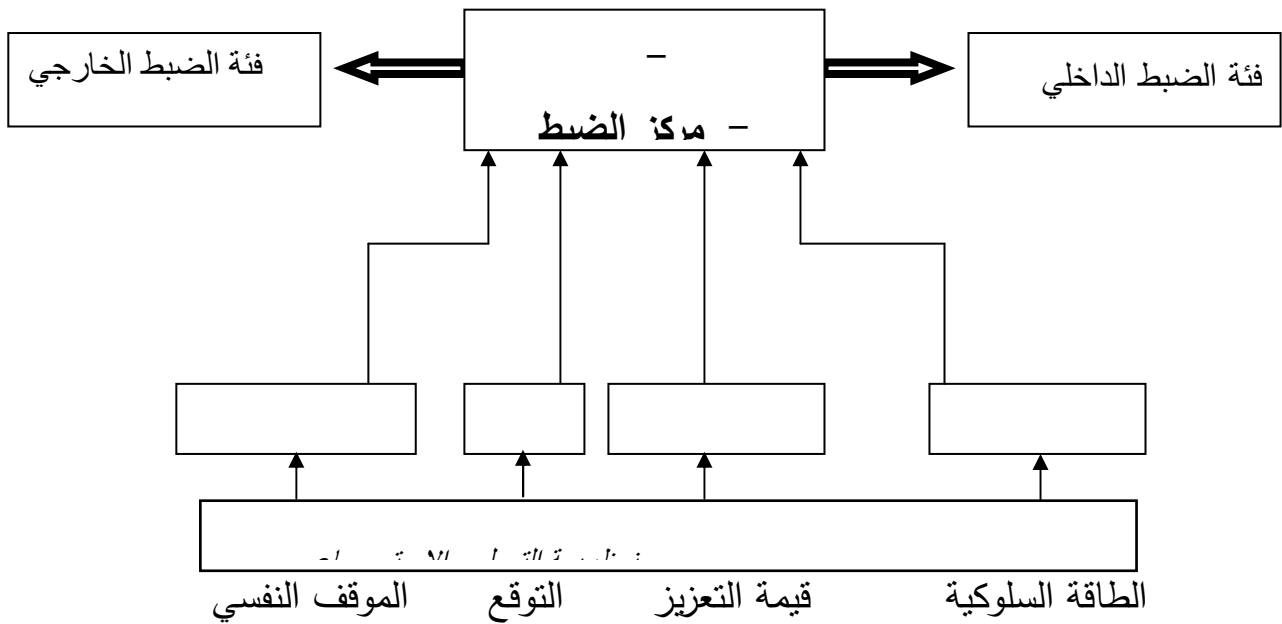 فئة الضبط الداخلي
–
– مركز الضبط
فئة الضبط الخارجي
الطاقة السلوكية
قيمة التعزيز
التوقع
الموقف النفسي